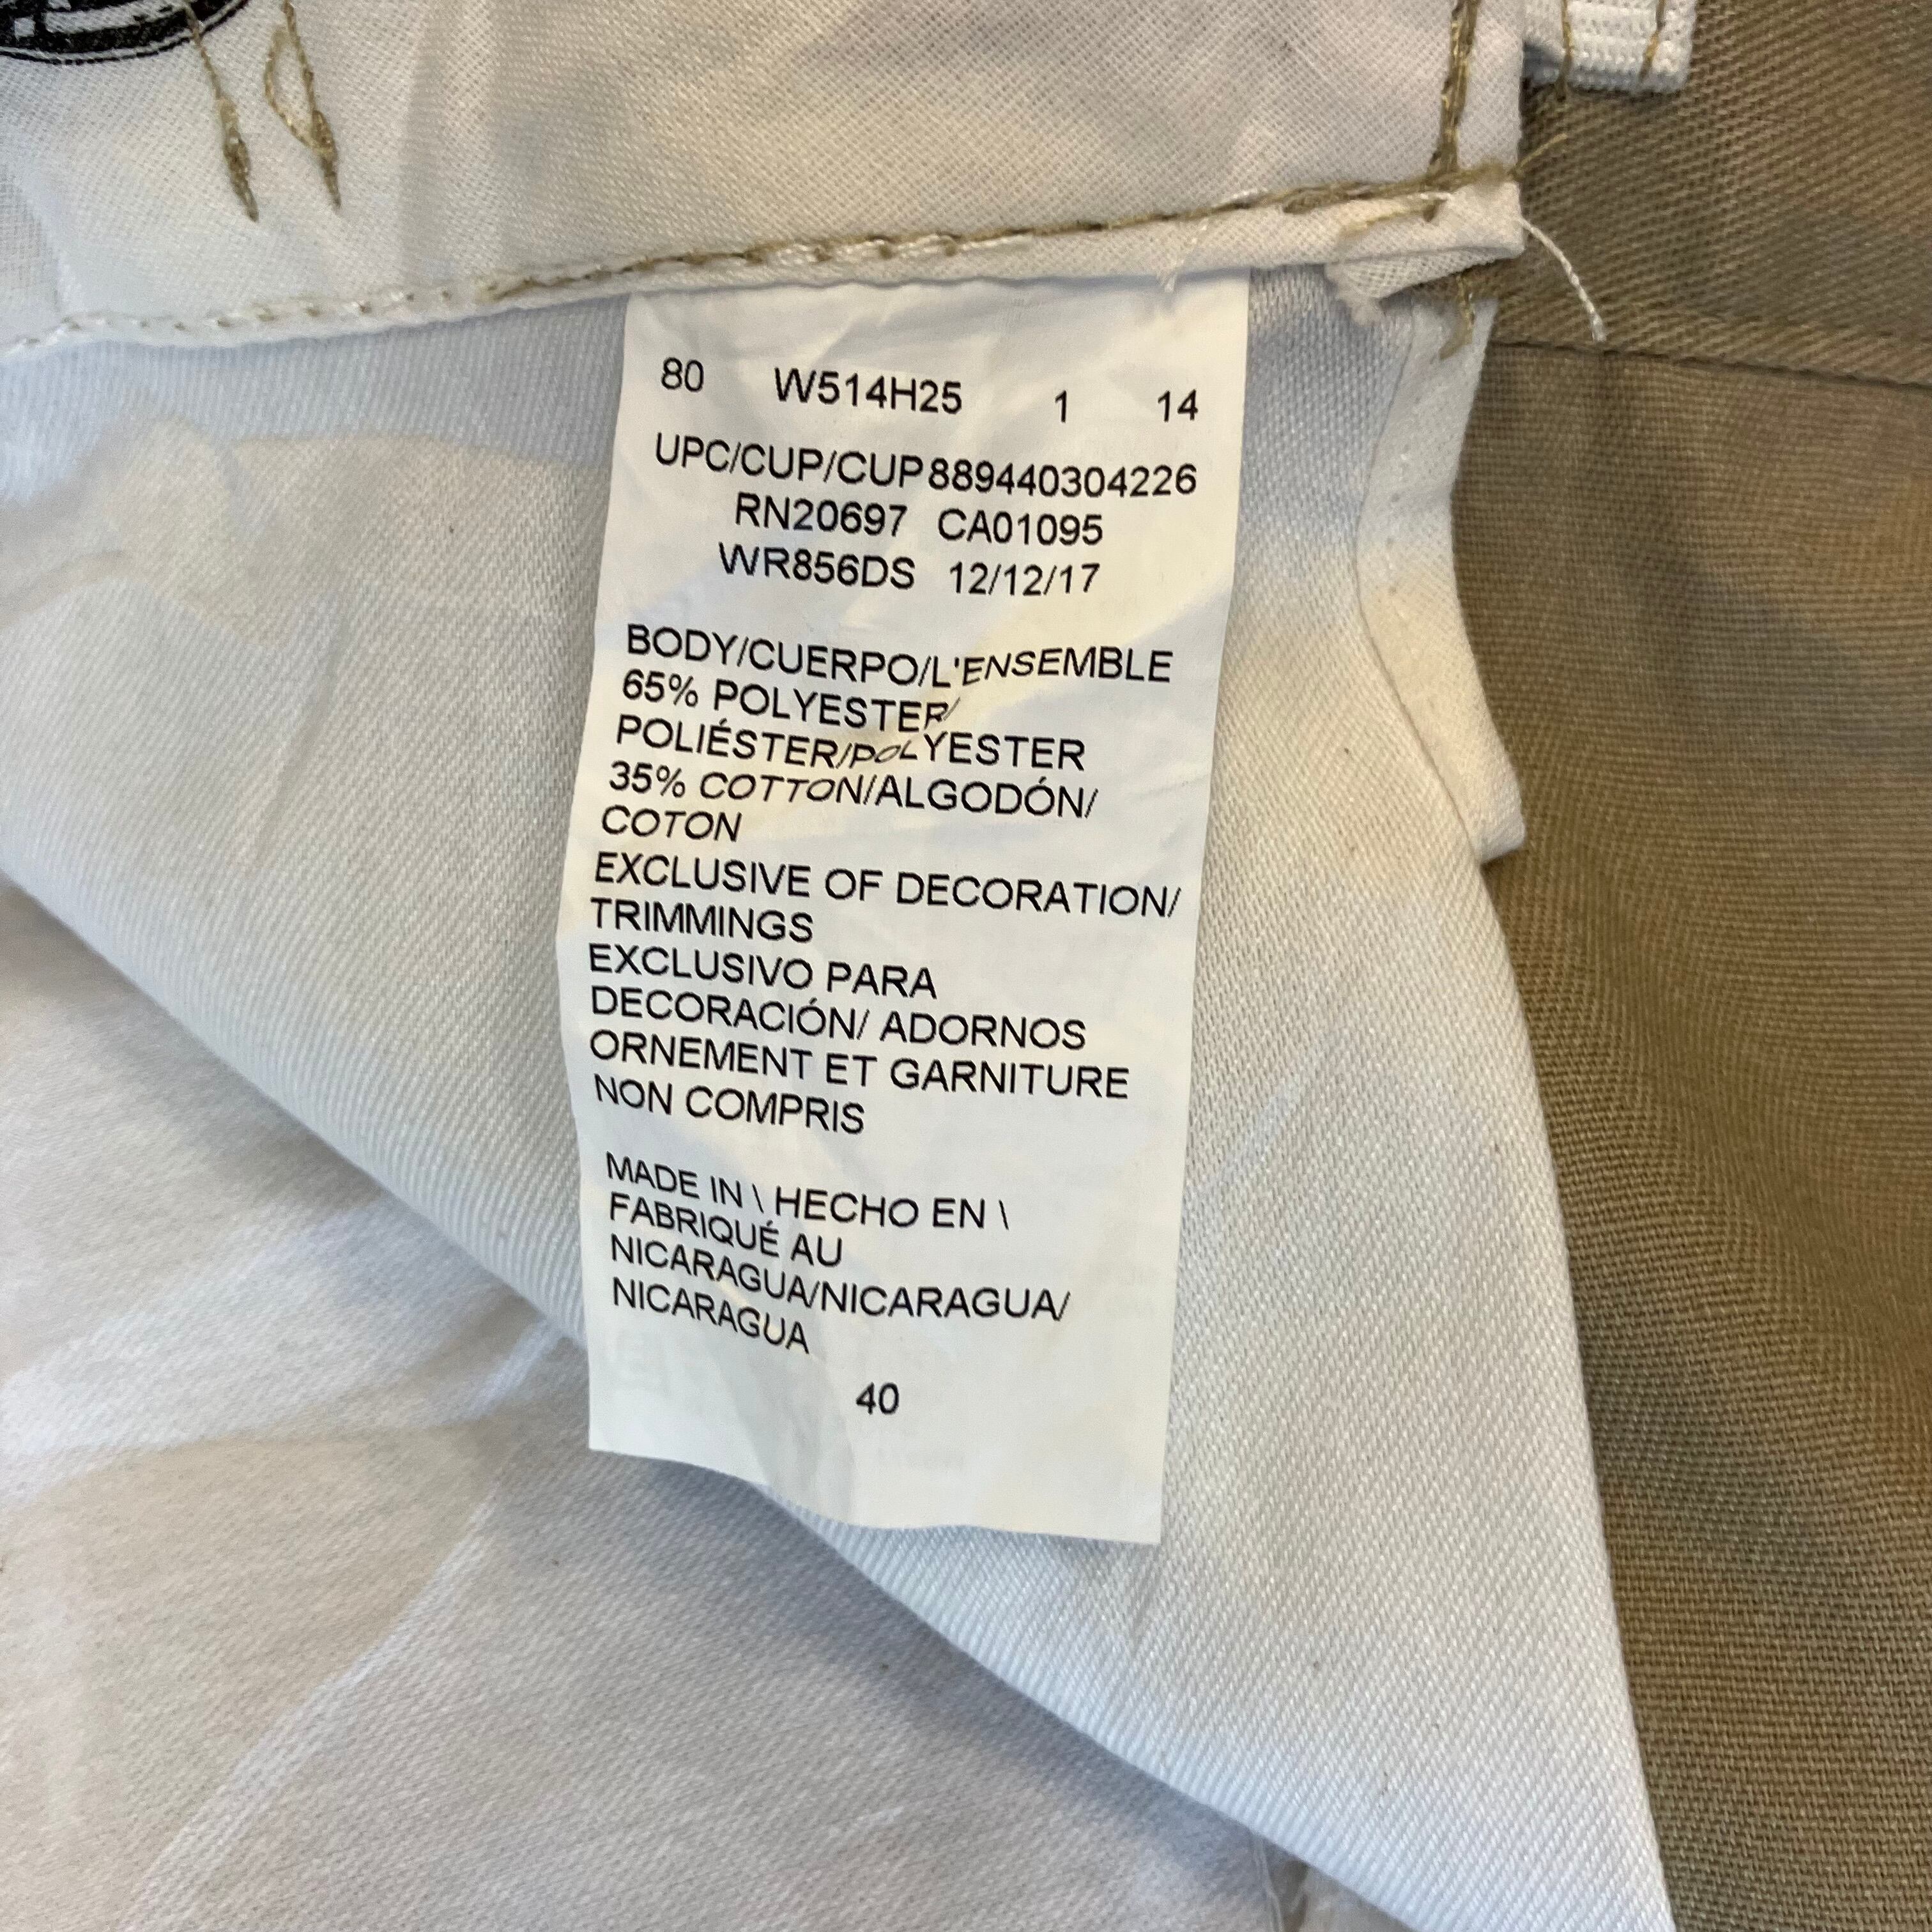 80 W514H25 1 14
UPC/CUP/CUP889440304226
RN20697 CA01095
WR856DS 12/12/17
BODY/CUERPO/L'ENSEMBLE
65% POLYESTER/
POLIÉSTER/POLYESTER
35% COTTON/ALGODÓN/
COTON
EXCLUSIVE OF DECORATION/
TRIMMINGS
EXCLUSIVO PARA
DECORACIÓN/ ADORNOS
ORNEMENT ET GARNITURE
NON COMPRIS
MADE IN \ HECHO EN \
FABRIQUÉ AU
NICARAGUA/NICARAGUA/
NICARAGUA
40